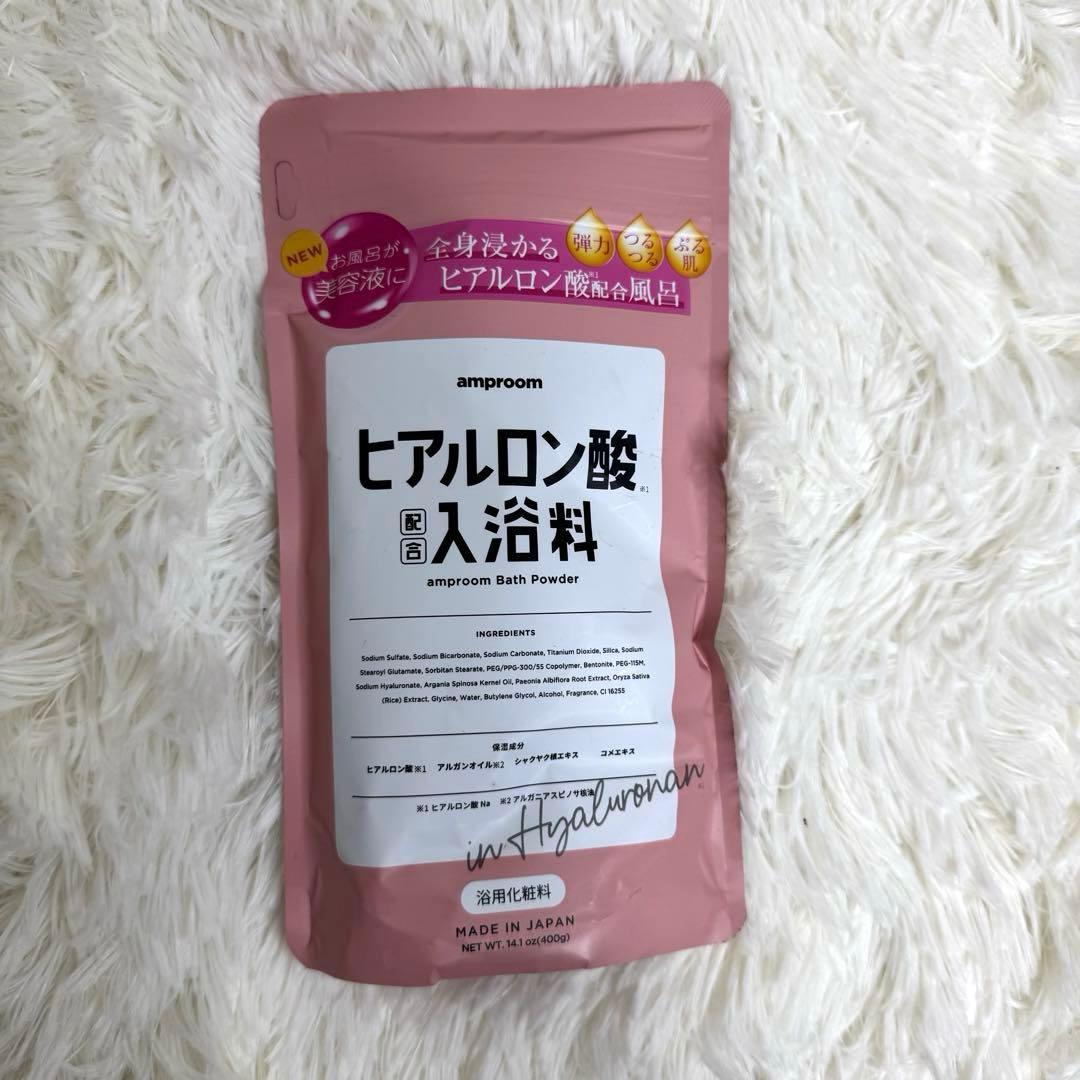 NEW
お風呂が
美容液に
全身浸かる
ヒアルロン酸※1配合風呂
弾力
つる
つる
ぷる
肌
amproom
ヒアルロン酸※1
配合
入浴料
amproom Bath Powder
INGREDIENTS
Sodium Sulfate, Sodium Bicarbonate, Sodium Carbonate, Titanium Dioxide, Silica, Sodium
Stearoyl Glutamate, Sorbitan Stearate, PEG/PPG-300/55 Copolymer, Bentonite, PEG-115M,
Sodium Hyaluronate, Argania Spinosa Kernel Oil, Paeonia Albiflora Root Extract, Oryza Sativa
(Rice) Extract, Glycine, Water, Butylene Glycol, Alcohol, Fragrance, CI 16255
保湿成分
ヒアルロン酸※1 アルガンオイル※2 シャクヤク根エキス コメエキス
※1 ヒアルロン酸 Na ※2 アルガニアスピノサ核油
in Hyaluronan※1
浴用化粧料
MADE IN JAPAN
NET WT. 14.1 oz(400g)